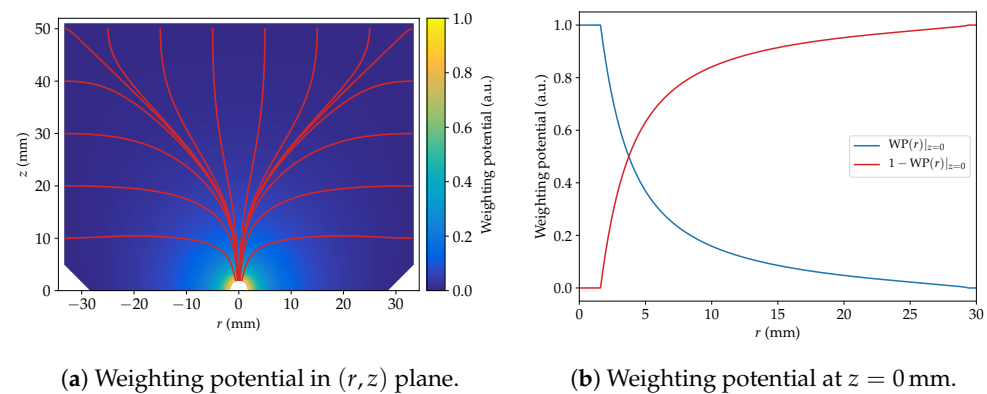 50
40
30
20
10
0
z (mm)
−30 −20 −10 0 10 20 30
r (mm)
1.0
0.8
0.6
0.4
0.2
0.0
Weighting potential (a.u.)
(a) Weighting potential in (r, z) plane.
1.0
0.8
0.6
0.4
0.2
0.0
Weighting potential (a.u.)
WP(r)|z=0
1 − WP(r)|z=0
0 5 10 15 20 25 30
r (mm)
(b) Weighting potential at z = 0 mm.